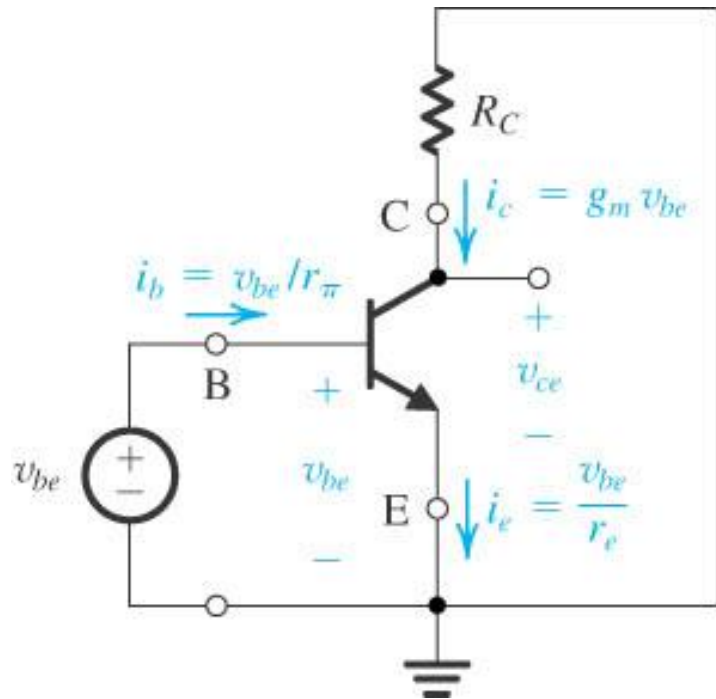 R_C
C
i_c = g_m v_be
i_b = v_be/r_π
+
B
+
v_ce
−
v_be
+
−
v_be
−
E
i_e = v_be/r_e